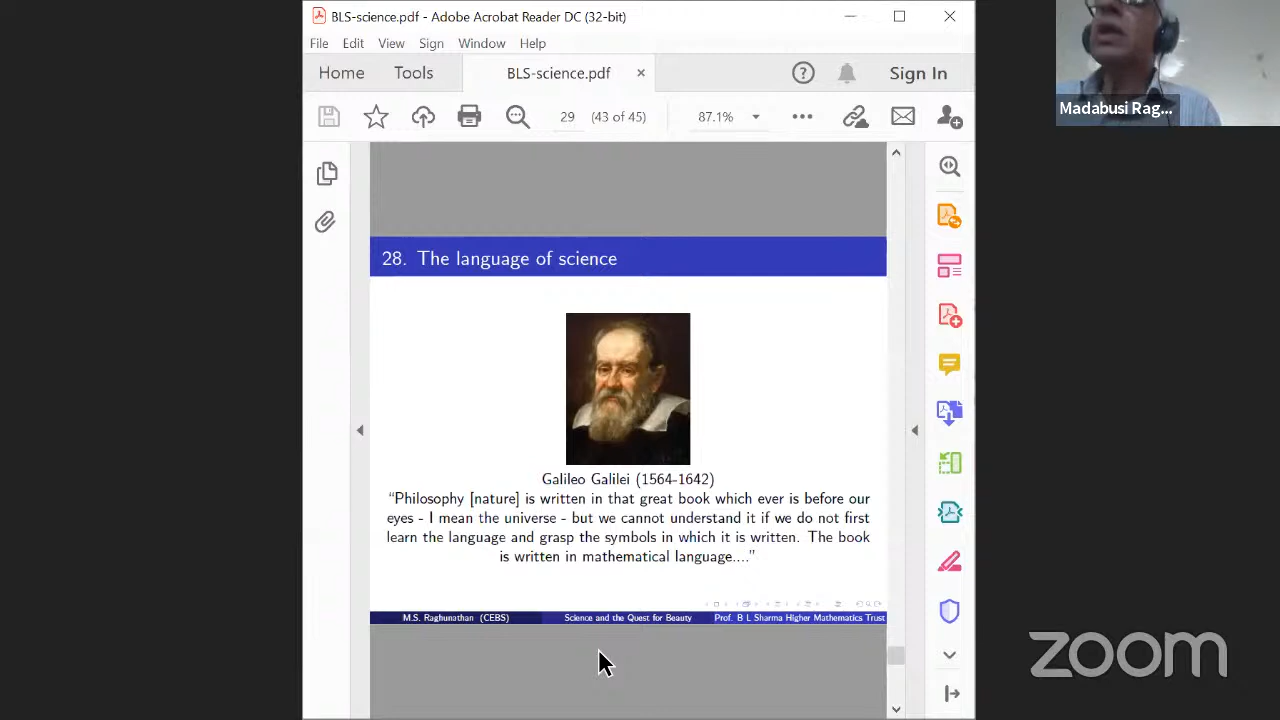 BLS-science.pdf - Adobe Acrobat Reader DC (32-bit)
File Edit View Sign Window Help
Home Tools BLS-science.pdf × ? Sign In
29 (43 of 45) 87.1%
28. The language of science
Galileo Galilei (1564-1642)
“Philosophy [nature] is written in that great book which ever is before our
eyes - I mean the universe - but we cannot understand it if we do not first
learn the language and grasp the symbols in which it is written. The book
is written in mathematical language....”
M.S. Raghunathan (CEBS) Science and the Quest for Beauty Prof. B L Sharma Higher Mathematics Trust
Madabusi Rag...
zoom